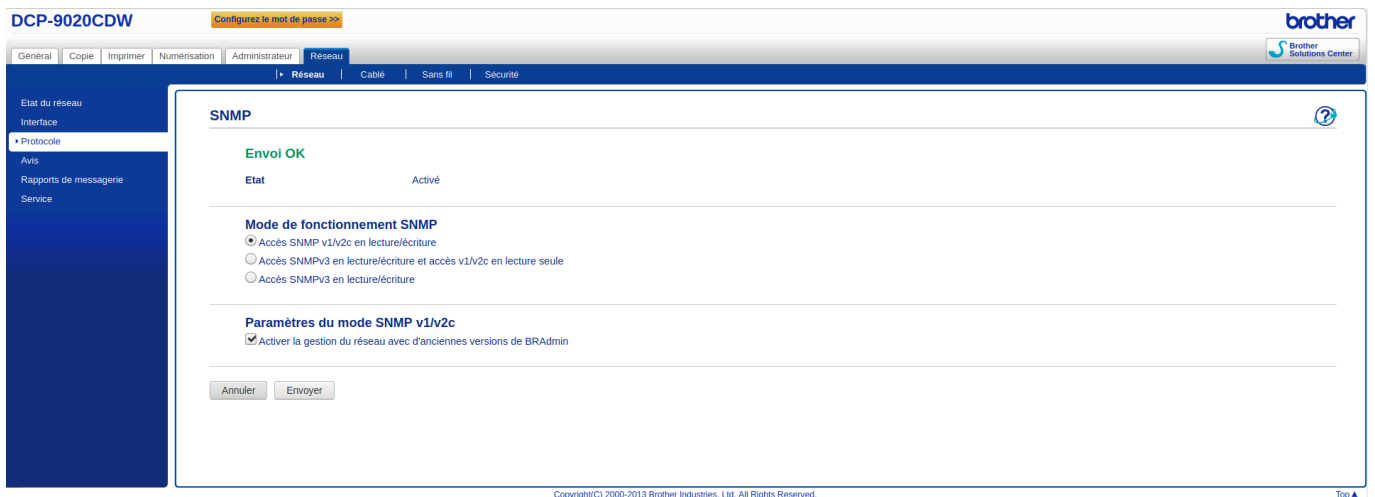 DCP-9020CDW
Configurez le mot de passe >>
brother
Général Copie Imprimer Numérisation Administrateur Réseau
Brother
Solutions Center
Réseau | Cablé | Sans fil | Sécurité
Etat du réseau
Interface
Protocole
Avis
Rapports de messagerie
Service
SNMP
Envoi OK
Etat Activé
Mode de fonctionnement SNMP
Accès SNMP v1/v2c en lecture/écriture
Accès SNMPv3 en lecture/écriture et accès v1/v2c en lecture seule
Accès SNMPv3 en lecture/écriture
Paramètres du mode SNMP v1/v2c
Activer la gestion du réseau avec d'anciennes versions de BRAdmin
Annuler Envoyer
Copyright(C) 2000-2013 Brother Industries, Ltd. All Rights Reserved. Top▲